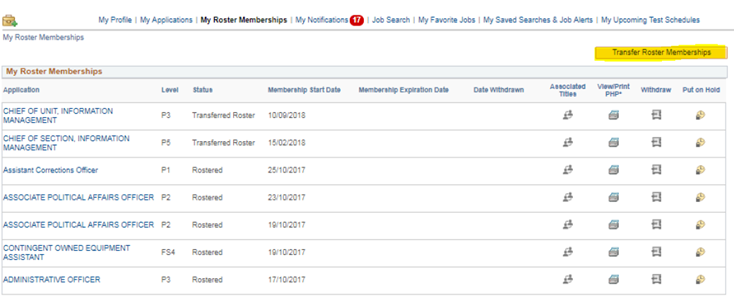 My Profile | My Applications | My Roster Memberships | My Notifications 17 | Job Search | My Favorite Jobs | My Saved Searches & Job Alerts | My Upcoming Test Schedules
My Roster Memberships
Transfer Roster Memberships
My Roster Memberships
Application Level Status Membership Start Date Membership Expiration Date Date Withdrawn Associated Titles View/Print PHP* Withdraw Put on Hold
CHIEF OF UNIT, INFORMATION
MANAGEMENT P3 Transferred Roster 10/09/2018
CHIEF OF SECTION, INFORMATION
MANAGEMENT P5 Transferred Roster 15/02/2018
Assistant Corrections Officer P1 Rostered 25/10/2017
ASSOCIATE POLITICAL AFFAIRS OFFICER P2 Rostered 23/10/2017
ASSOCIATE POLITICAL AFFAIRS OFFICER P2 Rostered 19/10/2017
CONTINGENT OWNED EQUIPMENT
ASSISTANT FS4 Rostered 19/10/2017
ADMINISTRATIVE OFFICER P3 Rostered 17/10/2017